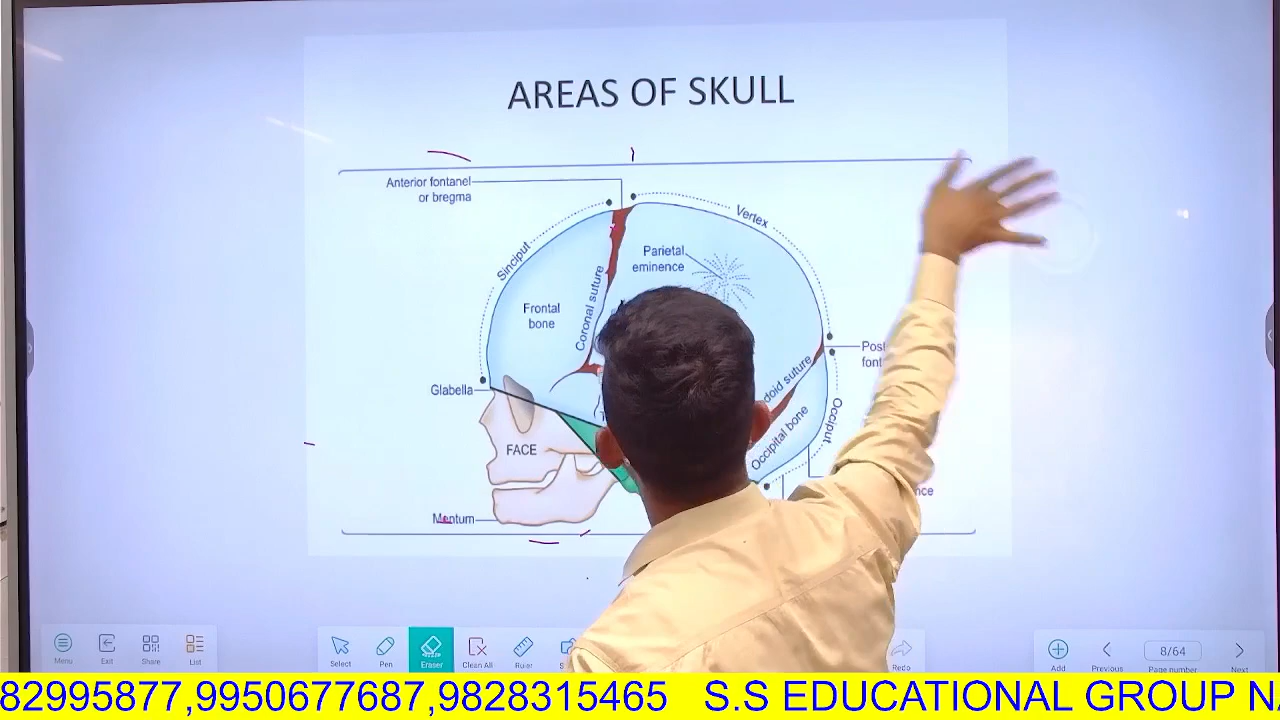 AREAS OF SKULL
Anterior fontanel
or bregma
Vertex
Sinciput
Parietal
eminence
Coronal suture
Frontal
bone
Glabella
Occipital bone
Occiput
FACE
Mentum
Menu
Exit
Share
List
Select
Pen
Eraser
Clean All
Ruler
Redo
Add
Previous
8/64
Page number
Next
82995877,9950677687,9828315465 S.S EDUCATIONAL GROUP